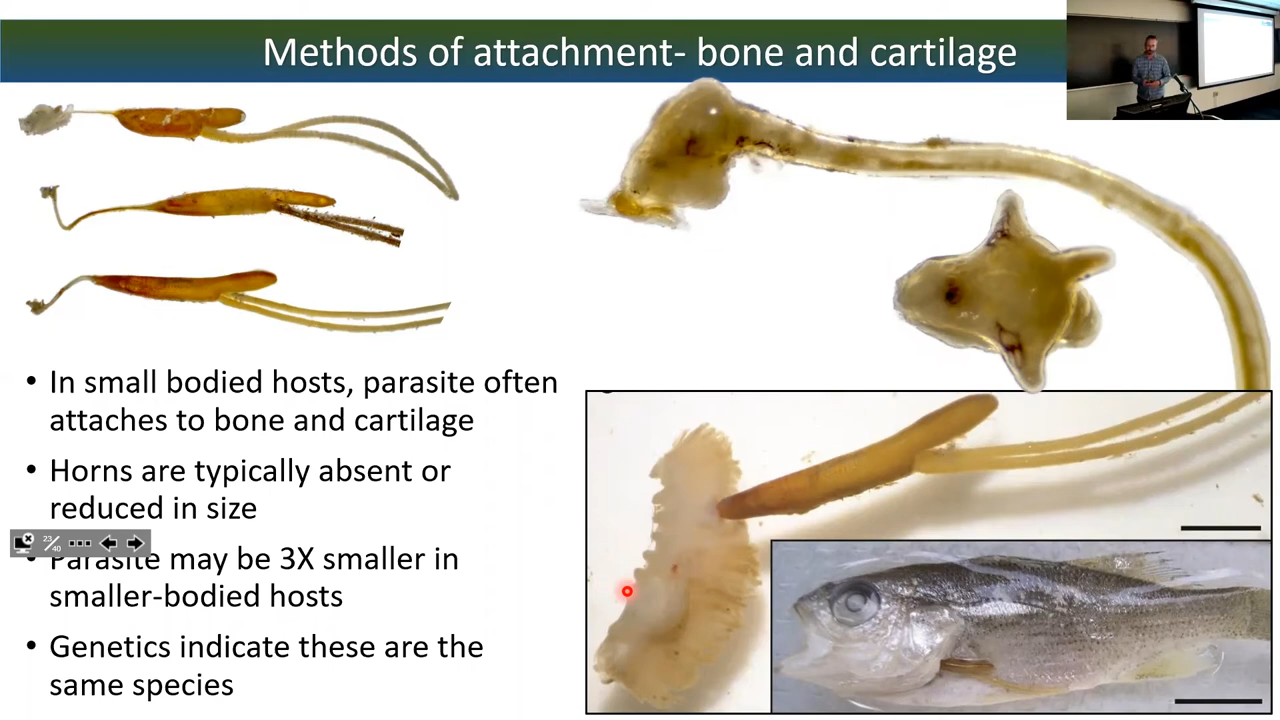 Methods of attachment- bone and cartilage
• In small bodied hosts, parasite often
attaches to bone and cartilage
• Horns are typically absent or
reduced in size
23/40
• Parasite may be 3X smaller in
smaller-bodied hosts
• Genetics indicate these are the
same species